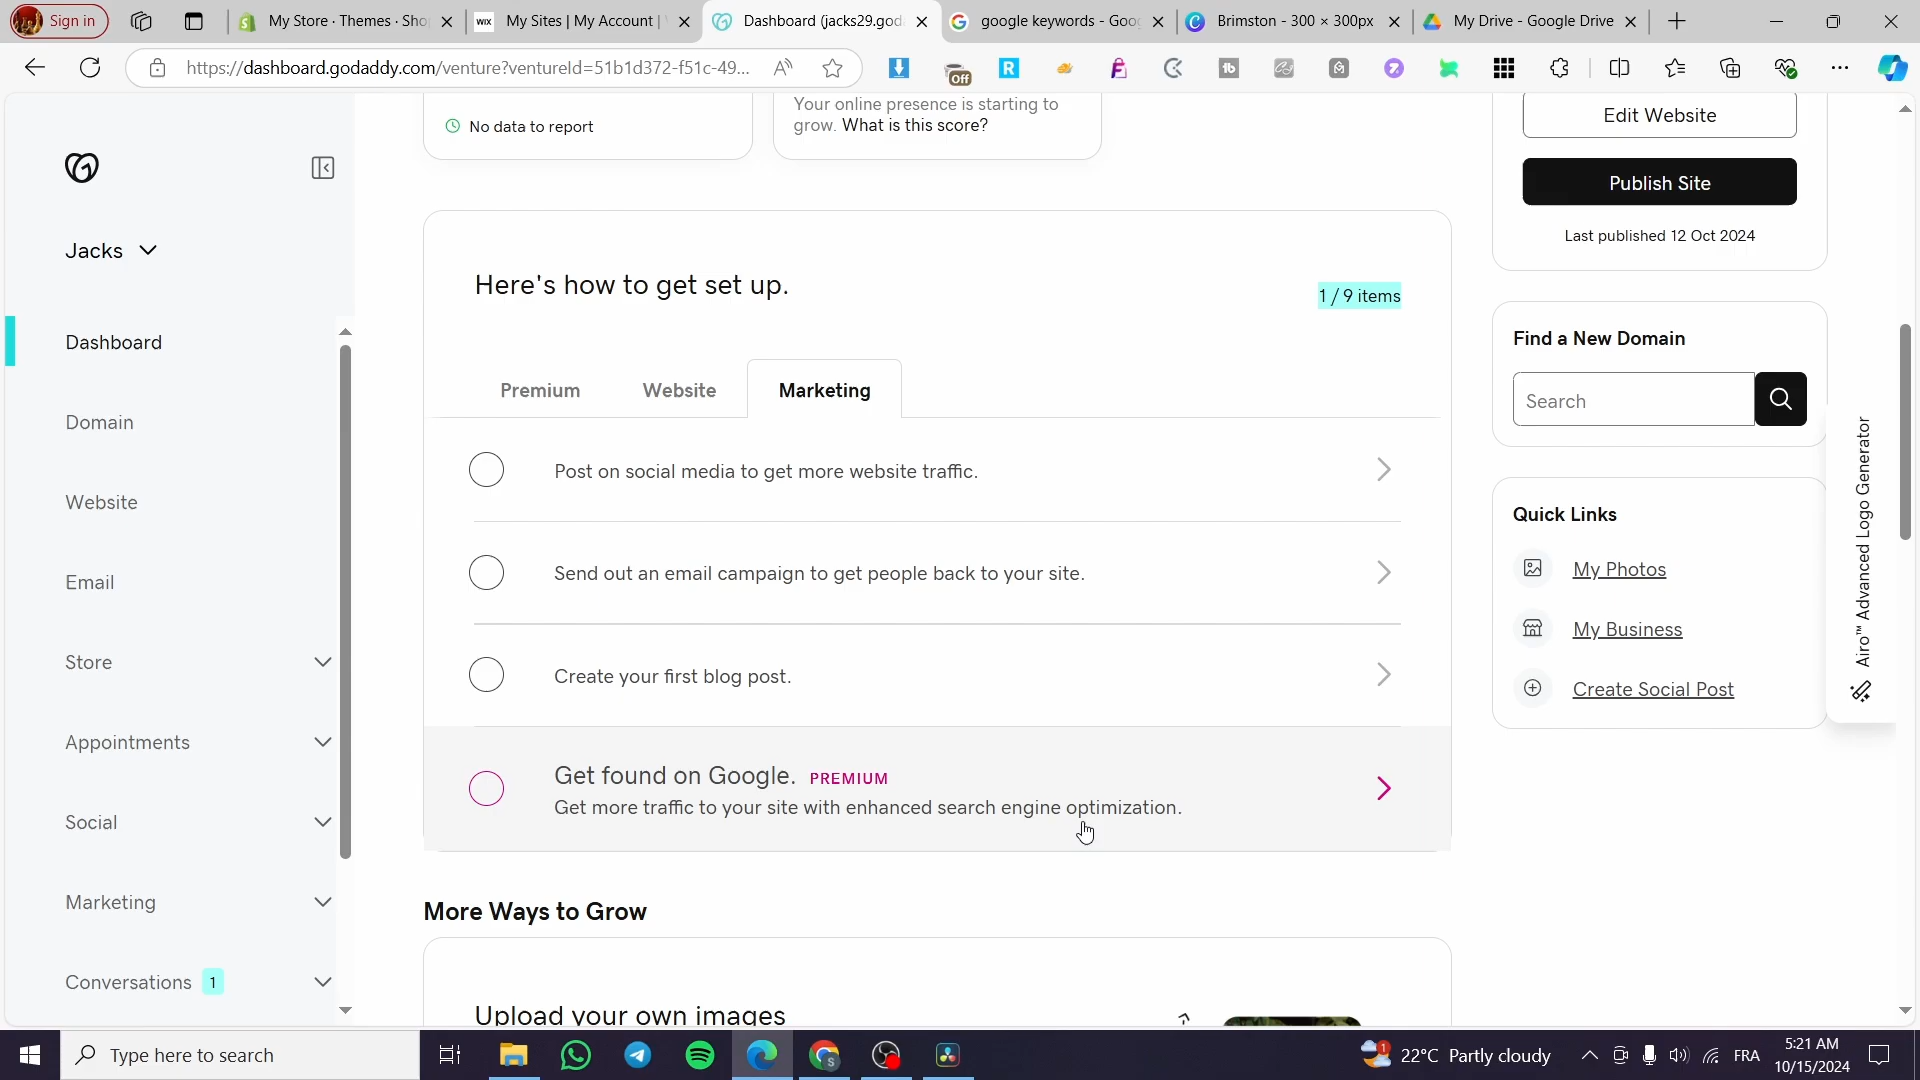 Sign in
My Store · Themes · Sho
WIX
My Sites | My Account |
Dashboard (jacks29.god
google keywords - Goo
Brimston - 300 × 300px
My Drive - Google Drive
https://dashboard.godaddy.com/venture?ventureId=51b1d372-f51c-49...
Off
Jacks
Dashboard
Domain
Website
Email
Store
Appointments
Social
Marketing
Conversations 1
No data to report
Your online presence is starting to
grow. What is this score?
Here's how to get set up.
1 / 9 items
Premium
Website
Marketing
Post on social media to get more website traffic.
Send out an email campaign to get people back to your site.
Create your first blog post.
Get found on Google. PREMIUM
Get more traffic to your site with enhanced search engine optimization.
More Ways to Grow
Upload your own images
Edit Website
Publish Site
Last published 12 Oct 2024
Find a New Domain
Search
Quick Links
My Photos
My Business
Create Social Post
Airo™ Advanced Logo Generator
Type here to search
22°C Partly cloudy
FRA
5:21 AM
10/15/2024